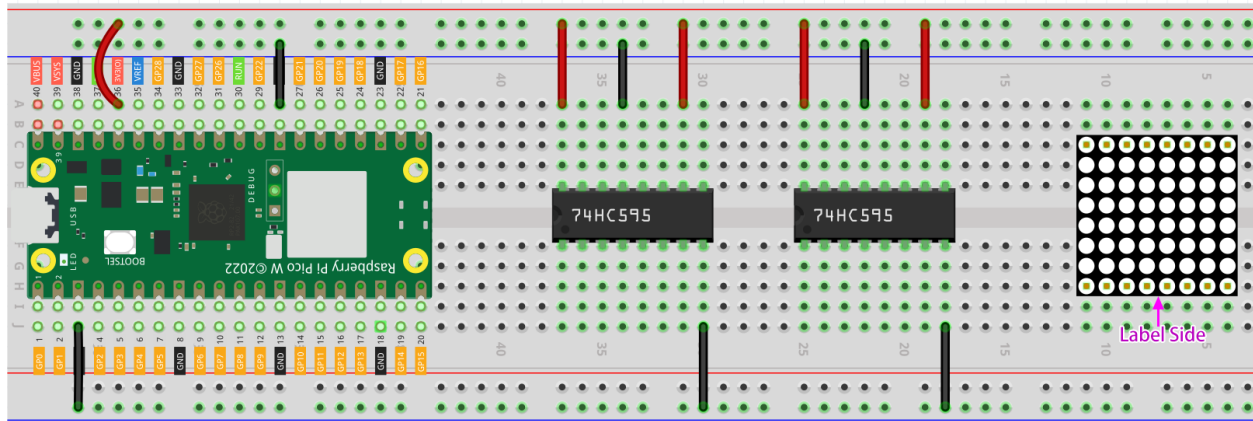 40 VBUS
39 VSYS
38 GND
37
36 3V3(O)
35 VREF
34 GP28
33 GND
32 GP27
31 GP26
30 RUN
29 GP22
27 GP21
26 GP20
25 GP19
24 GP18
23 GND
22 GP17
21 GP16
40
35
30
25
20
15
10
5
A
B
C
D
E
F
G
H
I
J
39
USB
DEBUG
BOOTSEL
LED
1
2
Raspberry Pi Pico W ©2022
74HC595
74HC595
1 GP0
2 GP1
4 GP2
5 GP3
6 GP4
7 GP5
8 GND
9 GP6
10 GP7
11 GP8
12 GP9
13 GND
14 GP10
15 GP11
16 GP12
17 GP13
18 GND
19 GP14
20 GP15
40
35
30
25
20
15
10
5
Label Side